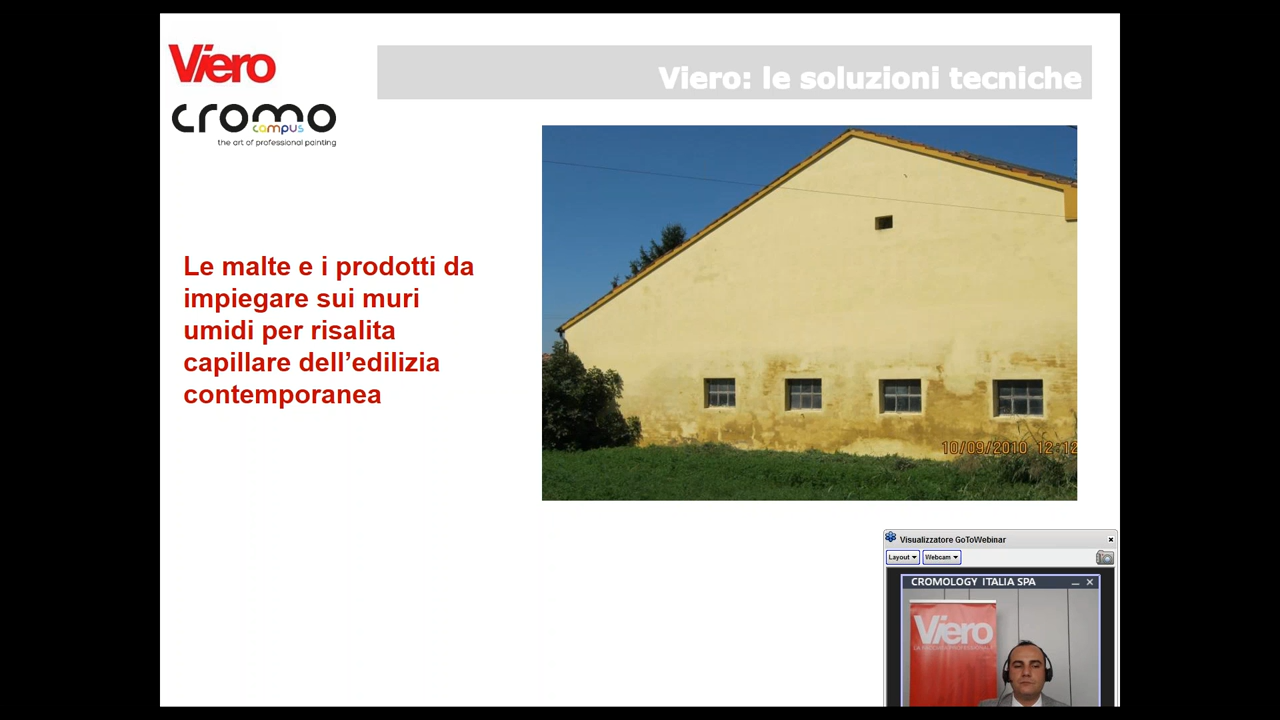 Viero
cromo
campus
the art of professional painting
Viero: le soluzioni tecniche
Le malte e i prodotti da
impiegare sui muri
umidi per risalita
capillare dell’edilizia
contemporanea
10/09/2010 12:12
Visualizzatore GoToWebinar
Layout
Webcam
CROMOLOGY ITALIA SPA
Viero